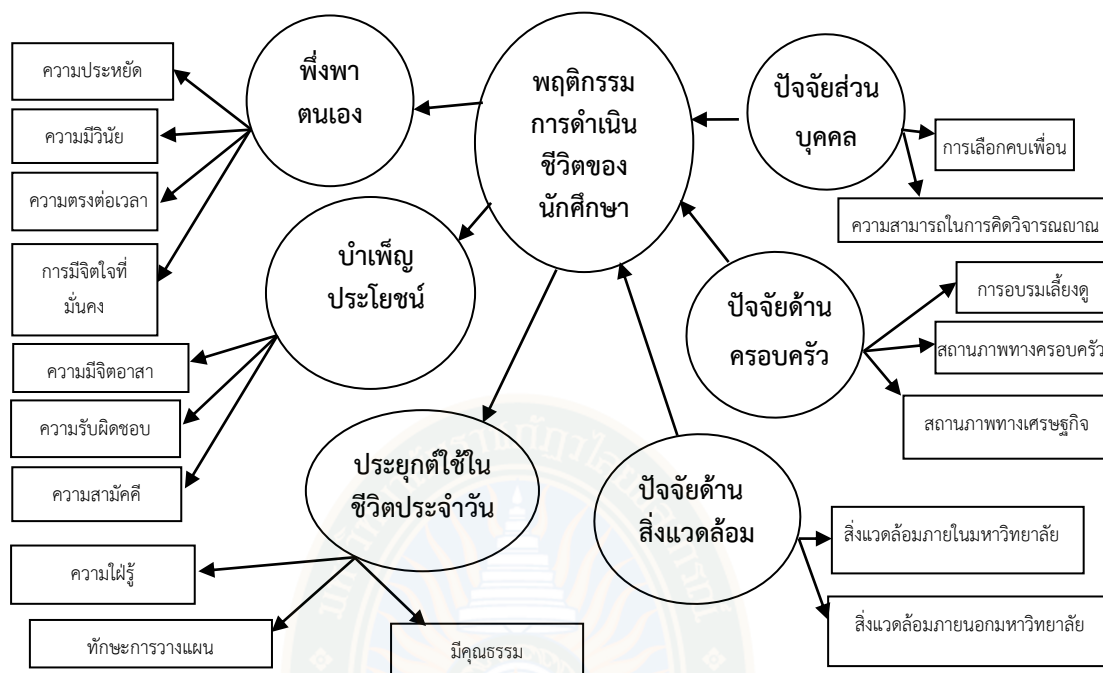 ความประหยัด
ความมีวินัย
ความตรงต่อเวลา
การมีจิตใจที่
มั่นคง
พึ่งพา
ตนเอง
พฤติกรรม
การดำเนิน
ชีวิตของ
นักศึกษา
ปัจจัยส่วน
บุคคล
การเลือกคบเพื่อน
ความสามารถในการคิดวิจารณญาณ
บำเพ็ญ
ประโยชน์
ความมีจิตอาสา
ความรับผิดชอบ
ความสามัคคี
ปัจจัยด้าน
ครอบครัว
การอบรมเลี้ยงดู
สถานภาพทางครอบครัว
สถานภาพทางเศรษฐกิจ
ประยุกต์ใช้ใน
ชีวิตประจำวัน
ความใฝ่รู้
ทักษะการวางแผน
มีคุณธรรม
ปัจจัยด้าน
สิ่งแวดล้อม
สิ่งแวดล้อมภายในมหาวิทยาลัย
สิ่งแวดล้อมภายนอกมหาวิทยาลัย